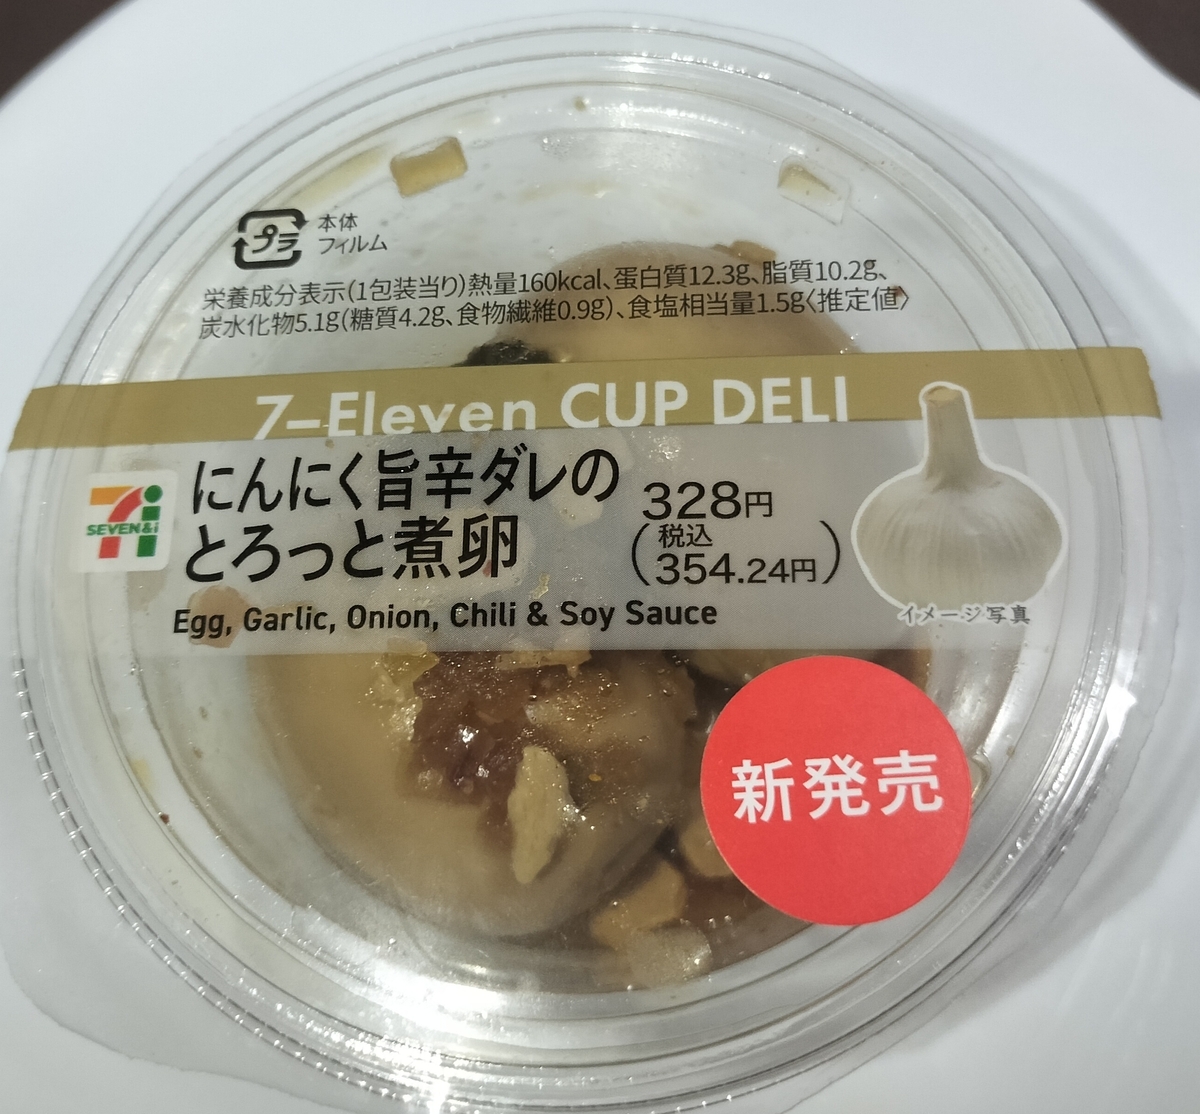 プラ
本体
フィルム
栄養成分表示(1包装当り)熱量160kcal、蛋白質12.3g、脂質10.2g、
炭水化物5.1g(糖質4.2g、食物繊維0.9g)、食塩相当量1.5g〈推定値〉
7-Eleven CUP DELI
SEVEN&i
にんにく旨辛ダレの
とろっと煮卵
328円
(税込
354.24円)
Egg, Garlic, Onion, Chili & Soy Sauce
イメージ写真
新発売